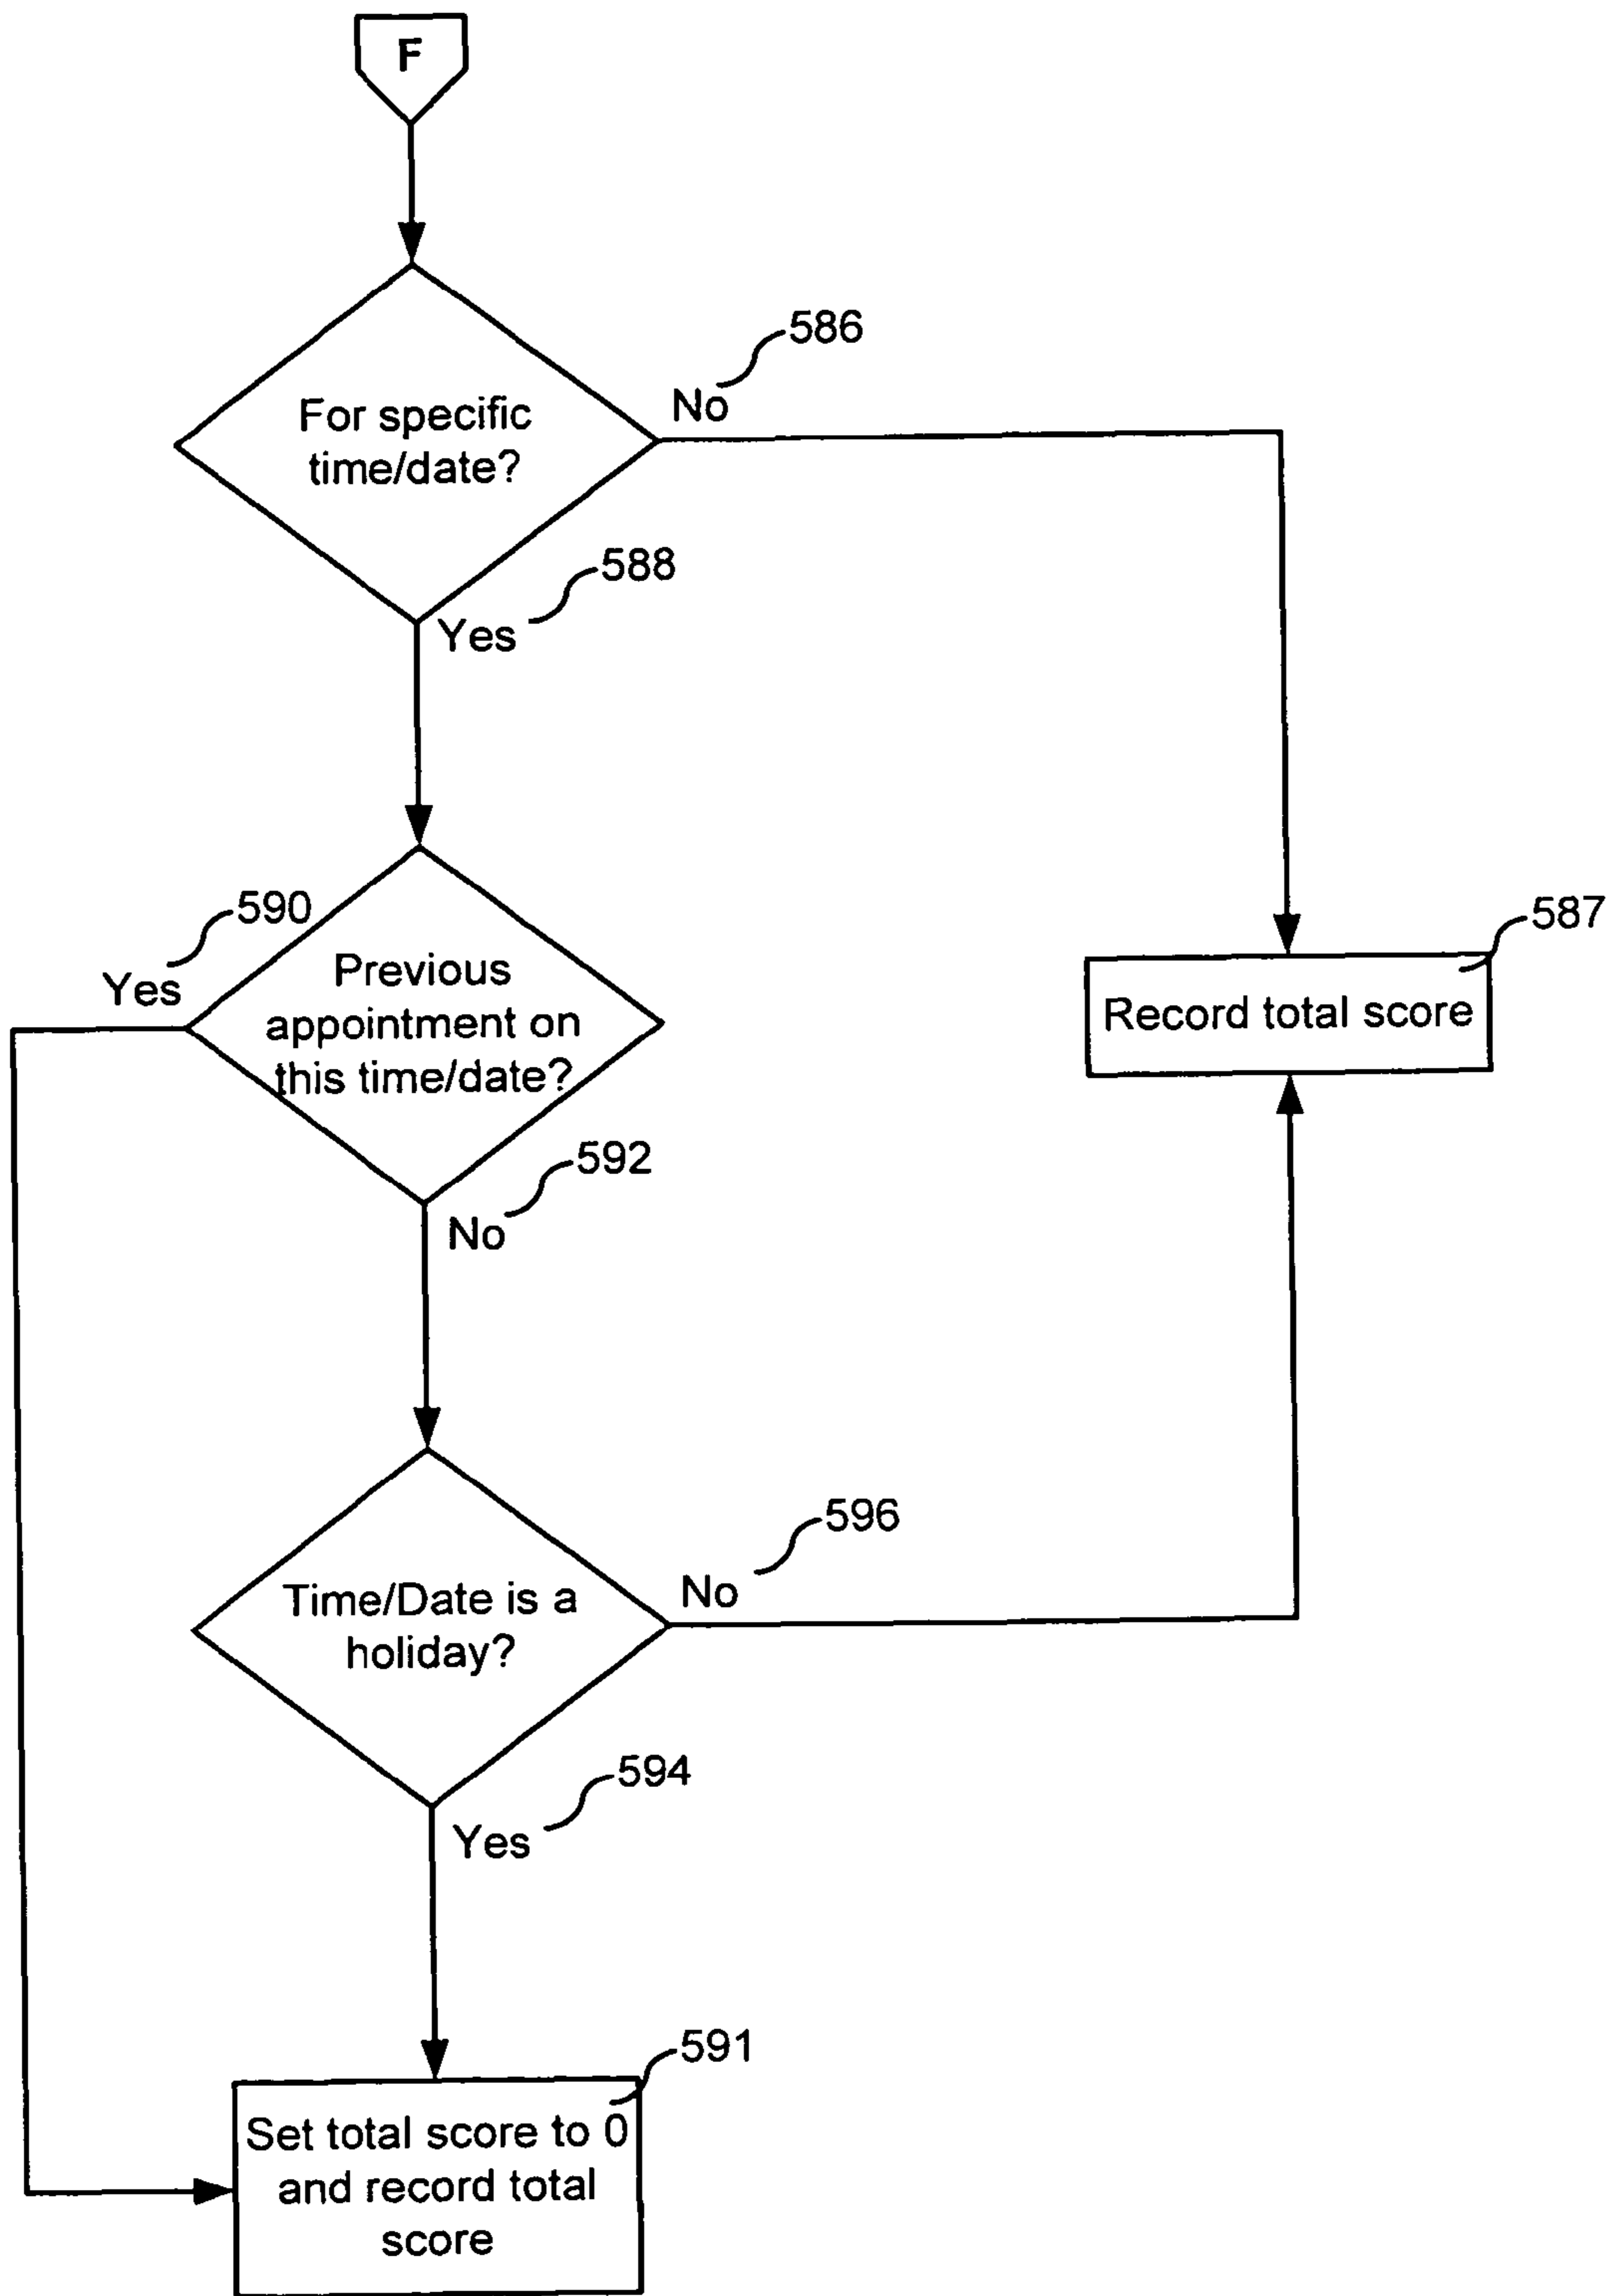 F
586
No
For specific
time/date?
588
Yes
590
Yes
Previous
appointment on
this time/date?
587
Record total score
592
No
596
No
Time/Date is a
holiday?
594
Yes
591
Set total score to 0
and record total
score